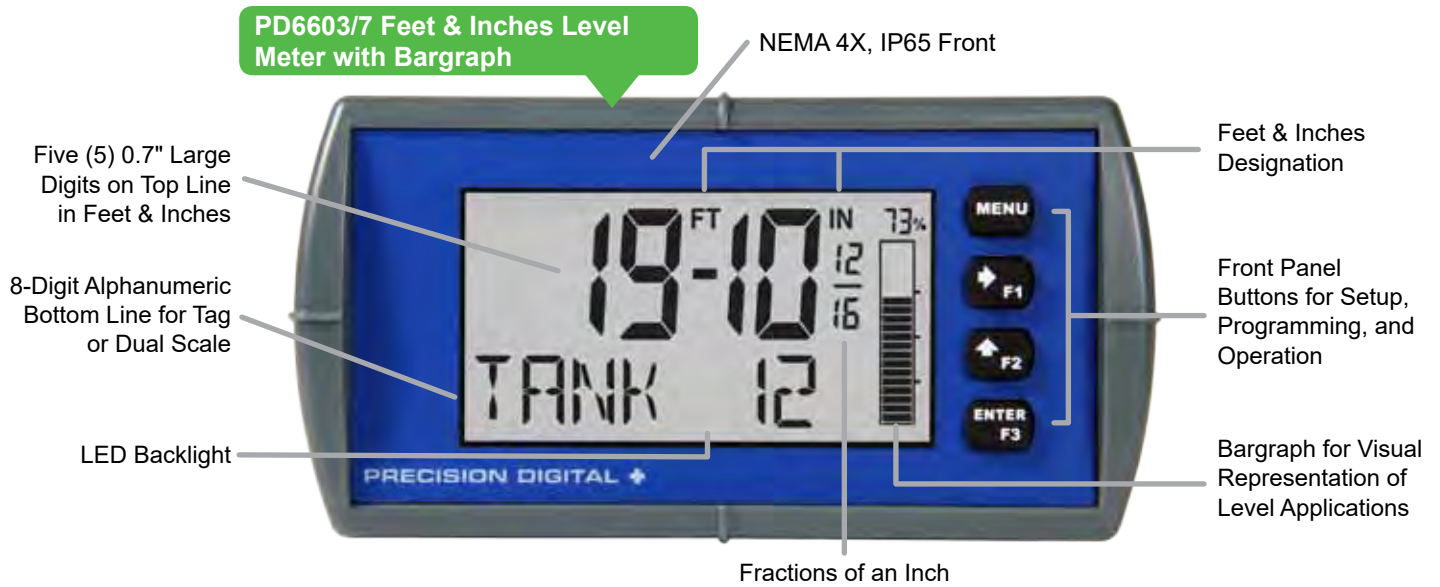 PD6603/7 Feet & Inches Level
Meter with Bargraph
NEMA 4X, IP65 Front
Five (5) 0.7" Large
Digits on Top Line
in Feet & Inches
8-Digit Alphanumeric
Bottom Line for Tag
or Dual Scale
LED Backlight
19 FT -10 IN
12
16
73%
TANK 12
PRECISION DIGITAL
MENU
F1
F2
ENTER
F3
Feet & Inches
Designation
Front Panel
Buttons for Setup,
Programming, and
Operation
Bargraph for Visual
Representation of
Level Applications
Fractions of an Inch